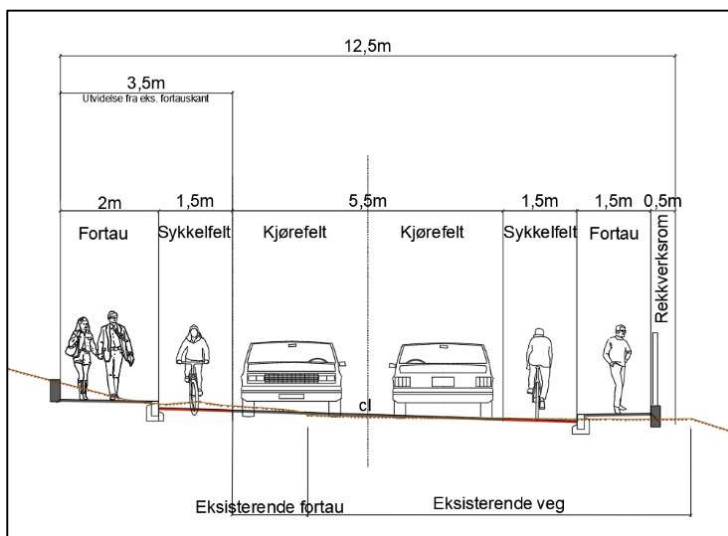 12,5m
3,5m
Utvidelse fra eks. fortauskant
2m 1,5m 5,5m 1,5m 1,5m 0,5m
Fortau Sykkelfelt Kjørefelt Kjørefelt Sykkelfelt Fortau Rekkverksrom
cl
Eksisterende fortau Eksisterende veg